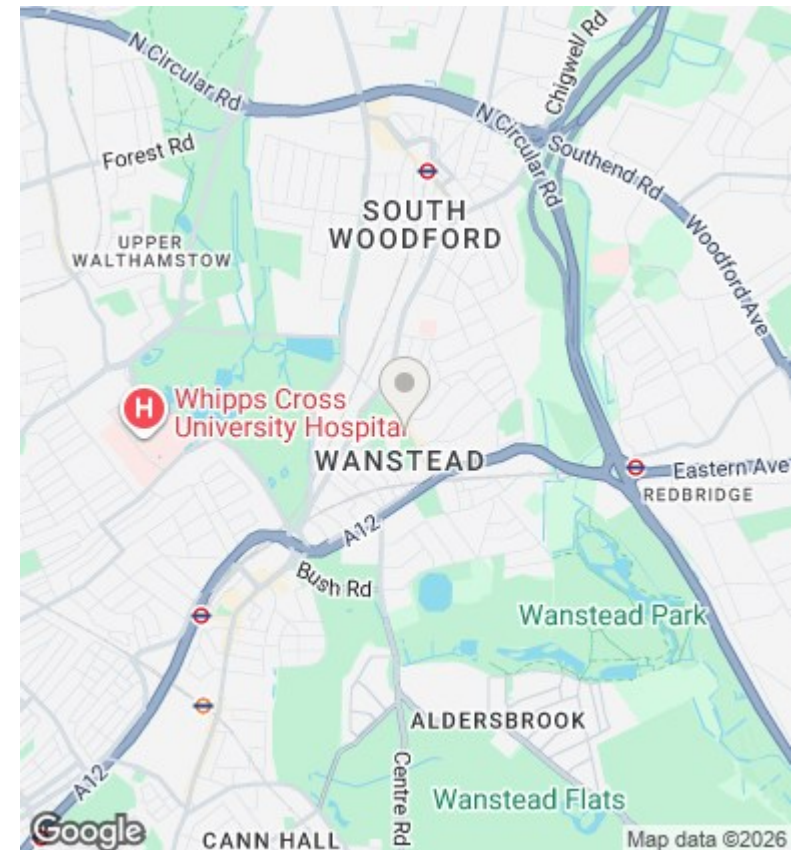 N Circular Rd
Chigwell Rd
N Circular Rd
Forest Rd
Southend Rd
SOUTH
WOODFORD
UPPER
WALTHAMSTOW
Woodford Ave
H
Whipps Cross
University Hospital
WANSTEAD
Eastern Ave
REDBRIDGE
A12
Bush Rd
Wanstead Park
ALDERSBROOK
Centre Rd
A12
Wanstead Flats
Google
CANN HALL
Map data ©2026